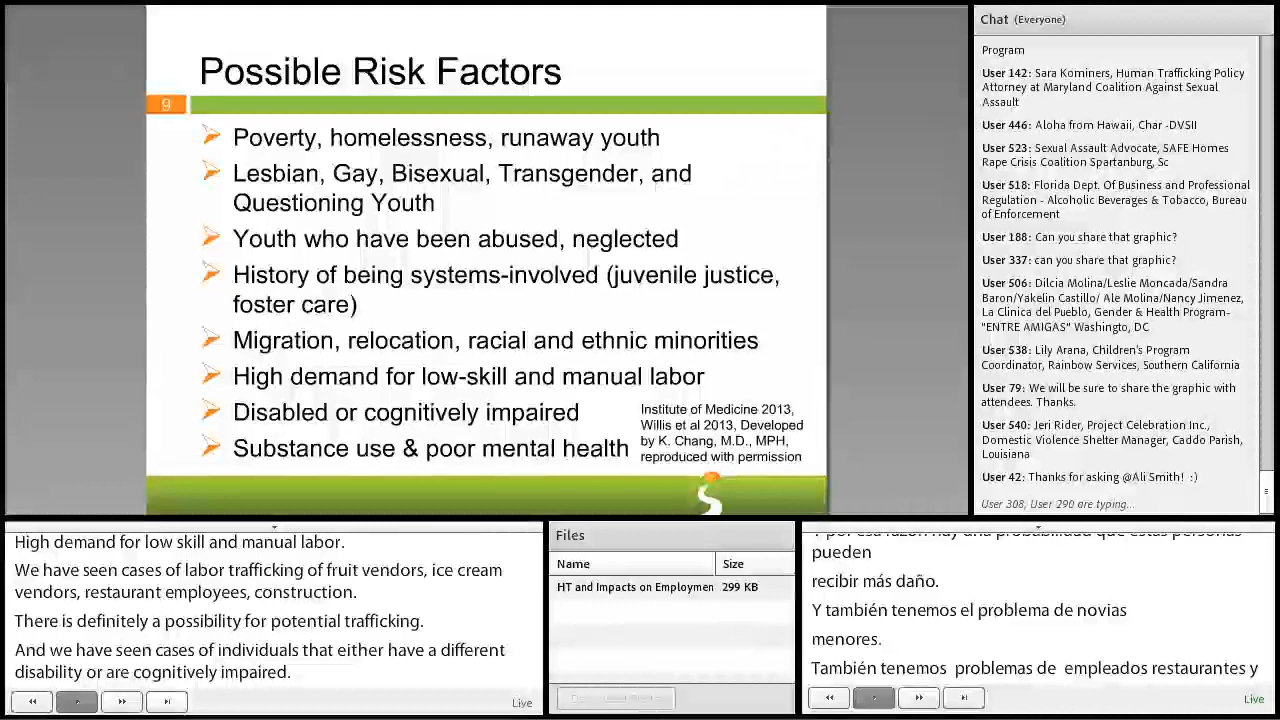 Possible Risk Factors
9
Poverty, homelessness, runaway youth
Lesbian, Gay, Bisexual, Transgender, and
Questioning Youth
Youth who have been abused, neglected
History of being systems-involved (juvenile justice,
foster care)
Migration, relocation, racial and ethnic minorities
High demand for low-skill and manual labor
Disabled or cognitively impaired
Substance use & poor mental health
Institute of Medicine 2013,
Willis et al 2013, Developed
by K. Chang, M.D., MPH,
reproduced with permission
Chat (Everyone)
Program
User 142: Sara Kominers, Human Trafficking Policy
Attorney at Maryland Coalition Against Sexual
Assault
User 446: Aloha from Hawaii, Char -DVSII
User 523: Sexual Assault Advocate, SAFE Homes
Rape Crisis Coalition Spartanburg, Sc
User 518: Florida Dept. Of Business and Professional
Regulation - Alcoholic Beverages & Tobacco, Bureau
of Enforcement
User 188: Can you share that graphic?
User 337: can you share that graphic?
User 506: Dilcia Molina/Leslie Moncada/Sandra
Baron/Yakelin Castillo/ Ale Molina/Nancy Jimenez,
La Clinica del Pueblo, Gender & Health Program-
"ENTRE AMIGAS" Washingto, DC
User 538: Lily Arana, Children's Program
Coordinator, Rainbow Services, Southern California
User 79: We will be sure to share the graphic with
attendees. Thanks.
User 540: Jeri Rider, Project Celebration Inc.,
Domestic Violence Shelter Manager, Caddo Parish,
Louisiana
User 42: Thanks for asking @Ali Smith! :)
User 308, User 290 are typing...
High demand for low skill and manual labor.
We have seen cases of labor trafficking of fruit vendors, ice cream
vendors, restaurant employees, construction.
There is definitely a possibility for potential trafficking.
And we have seen cases of individuals that either have a different
disability or are cognitively impaired.
Live
Files
Name Size
HT and Impacts on Employmen 299 KB
Y por esa razón hay una probabilidad que estas personas
pueden
recibir más daño.
Y también tenemos el problema de novias
menores.
También tenemos problemas de empleados restaurantes y
Live